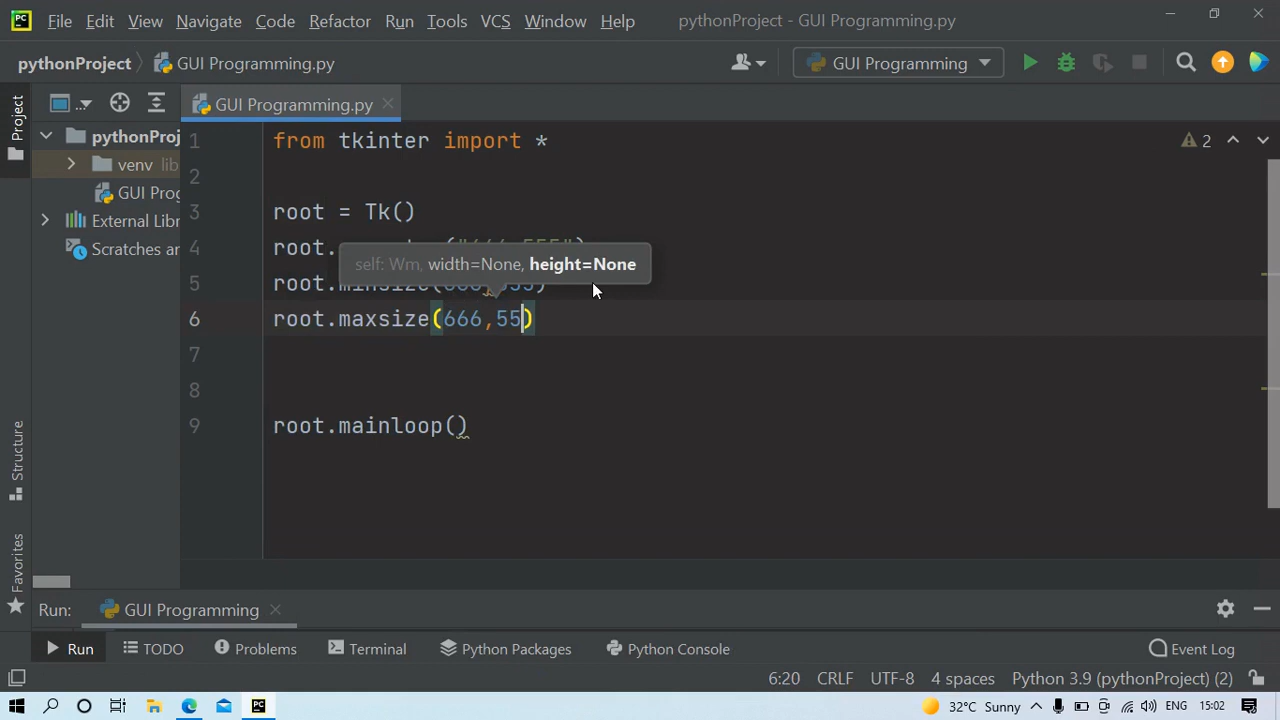 PC File Edit View Navigate Code Refactor Run Tools VCS Window Help pythonProject - GUI Programming.py
pythonProject GUI Programming.py GUI Programming
Project ... GUI Programming.py
pythonProj
venv lib
GUI Prog
External Libr
Scratches ar
1 from tkinter import *
2
3 root = Tk()
4 root.
self: Wm, width=None, height=None
5 root.minsize(666,555)
6 root.maxsize(666,55)
7
8
9 root.mainloop()
2
Structure
Favorites
Run: GUI Programming
Run TODO Problems Terminal Python Packages Python Console Event Log
6:20 CRLF UTF-8 4 spaces Python 3.9 (pythonProject) (2)
PC 32°C Sunny ENG 15:02